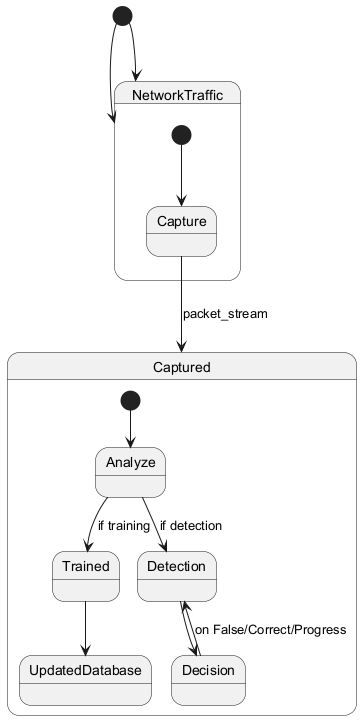 NetworkTraffic
Capture
packet_stream
Captured
Analyze
if training
if detection
Trained
Detection
on False/Correct/Progress
UpdatedDatabase
Decision